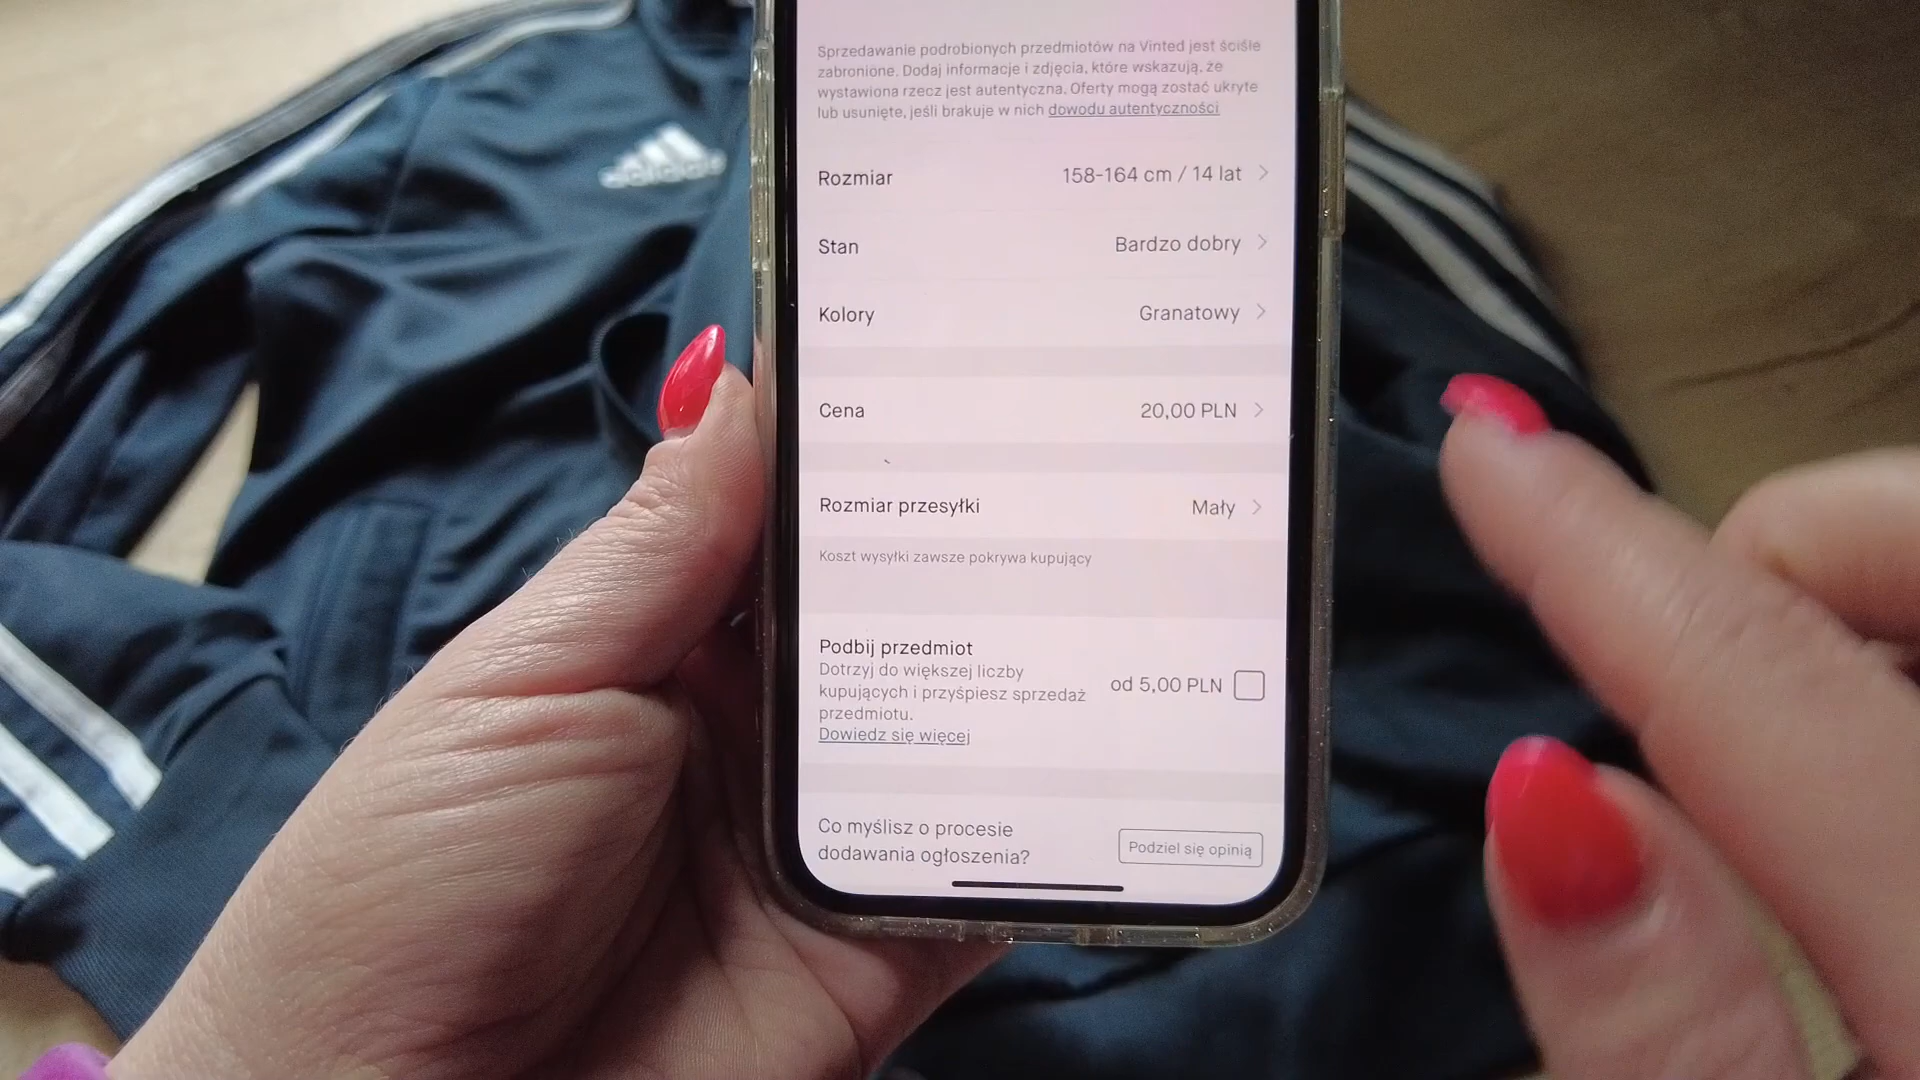 Sprzedawanie podrobionych przedmiotów na Vinted jest ściśle
zabronione. Dodaj informacje i zdjęcia, które wskazują, że
wystawiona rzecz jest autentyczna. Oferty mogą zostać ukryte
lub usunięte, jeśli brakuje w nich dowodu autentyczności
adidas
Rozmiar 158-164 cm / 14 lat
Stan Bardzo dobry
Kolory Granatowy
Cena 20,00 PLN
Rozmiar przesyłki Mały
Koszt wysyłki zawsze pokrywa kupujący
Podbij przedmiot
Dotrzyj do większej liczby
kupujących i przyśpiesz sprzedaż
przedmiotu.
Dowiedz się więcej
od 5,00 PLN
Co myślisz o procesie
dodawania ogłoszenia?
Podziel się opinią